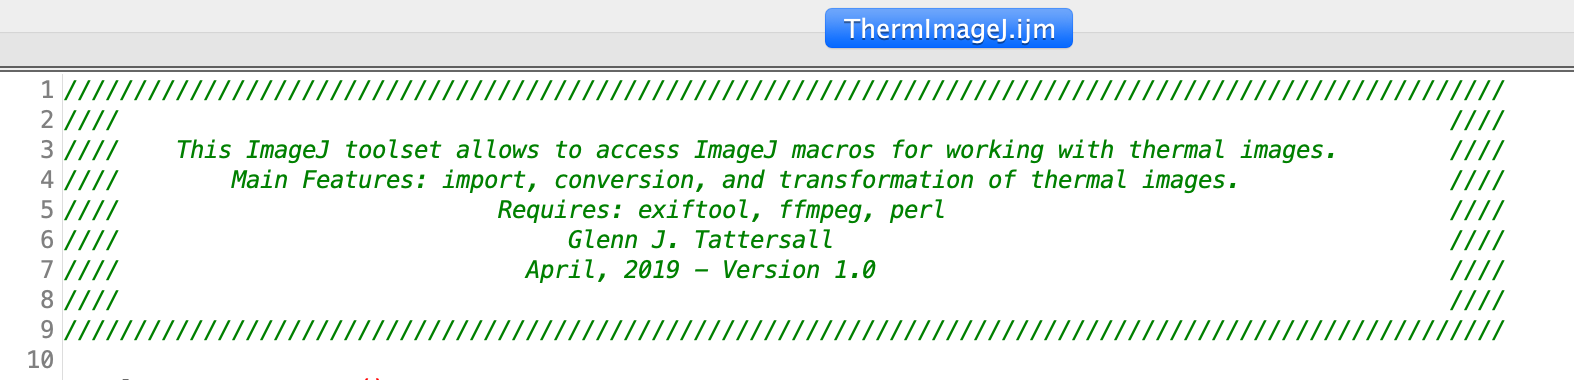 ThermImageJ.ijm
1 ///////////////////////////////////////////////////////////////////////////////////////////////////////
2 //// ////
3 //// This ImageJ toolset allows to access ImageJ macros for working with thermal images. ////
4 //// Main Features: import, conversion, and transformation of thermal images. ////
5 //// Requires: exiftool, ffmpeg, perl ////
6 //// Glenn J. Tattersall ////
7 //// April, 2019 – Version 1.0 ////
8 //// ////
9 ///////////////////////////////////////////////////////////////////////////////////////////////////////
10